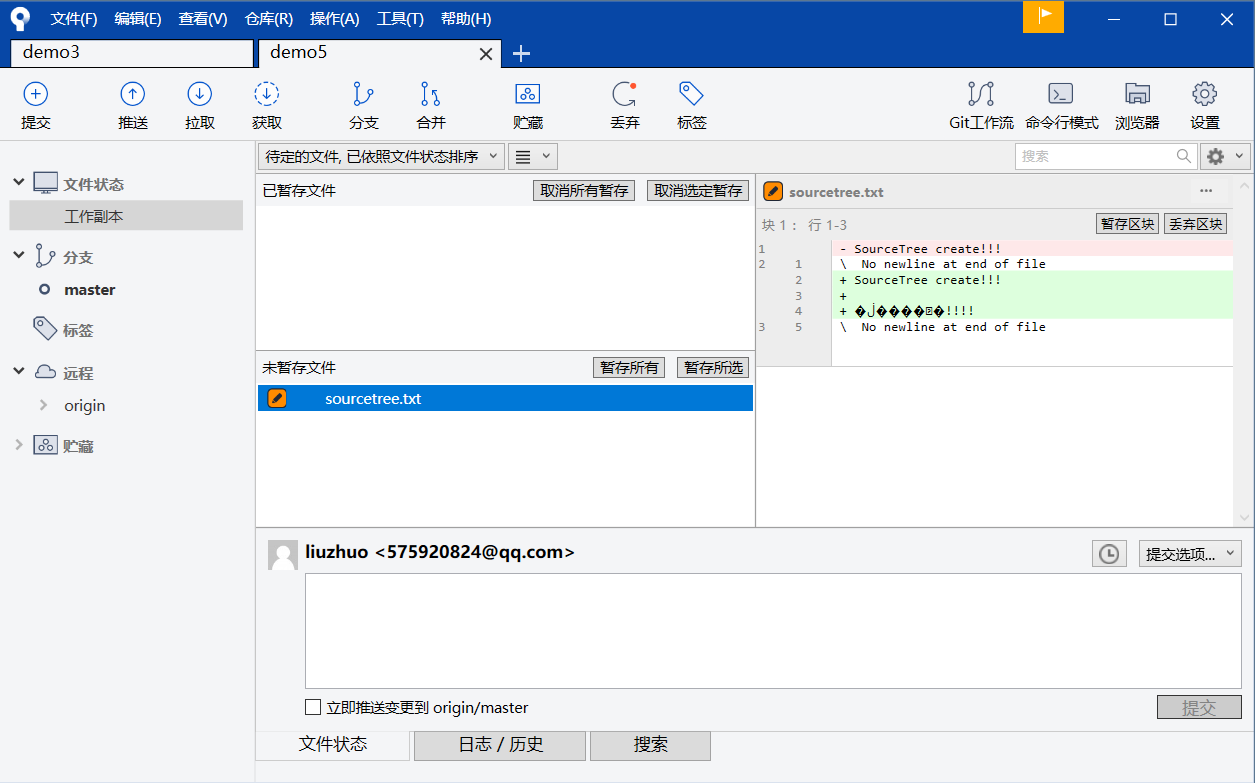 文件(F) 编辑(E) 查看(V) 仓库(R) 操作(A) 工具(T) 帮助(H)
demo3 demo5
提交 推送 拉取 获取 分支 合并 贮藏 丢弃 标签 Git工作流 命令行模式 浏览器 设置
待定的文件, 已依照文件状态排序 搜索
文件状态
工作副本
分支
master
标签
远程
origin
贮藏
已暂存文件 取消所有暂存 取消选定暂存
未暂存文件 暂存所有 暂存所选
sourcetree.txt
sourcetree.txt ...
块 1： 行 1-3 暂存区块 丢弃区块
1 - SourceTree create!!!
2 1 \ No newline at end of file
2 + SourceTree create!!!
3 +
4 + �ڶ�����!!!!
3 5 \ No newline at end of file
liuzhuo <575920824@qq.com> 提交选项...
立即推送变更到 origin/master 提交
文件状态 日志 / 历史 搜索